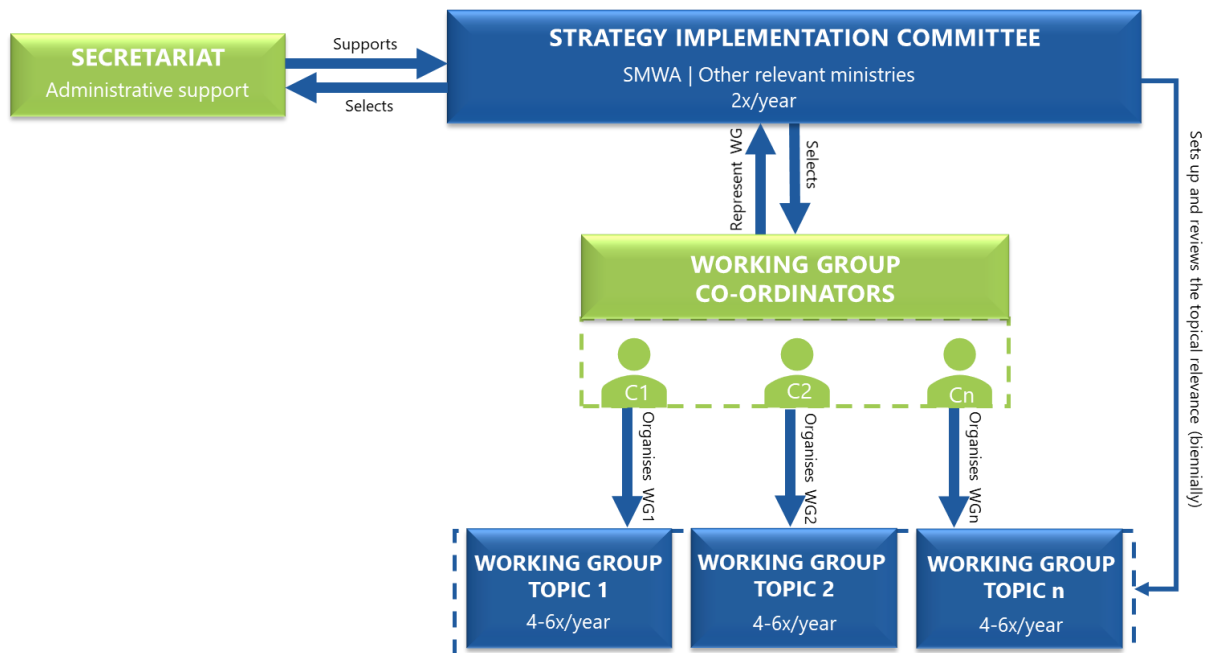 SECRETARIAT
Administrative support
Supports
Selects
STRATEGY IMPLEMENTATION COMMITTEE
SMWA | Other relevant ministries
2x/year
Represent WG
Selects
Sets up and reviews the topical relevance (biennially)
WORKING GROUP
CO-ORDINATORS
C1
C2
Cn
Organises WG1
Organises WG2
Organises WGn
WORKING GROUP
TOPIC 1
4-6x/year
WORKING GROUP
TOPIC 2
4-6x/year
WORKING GROUP
TOPIC n
4-6x/year